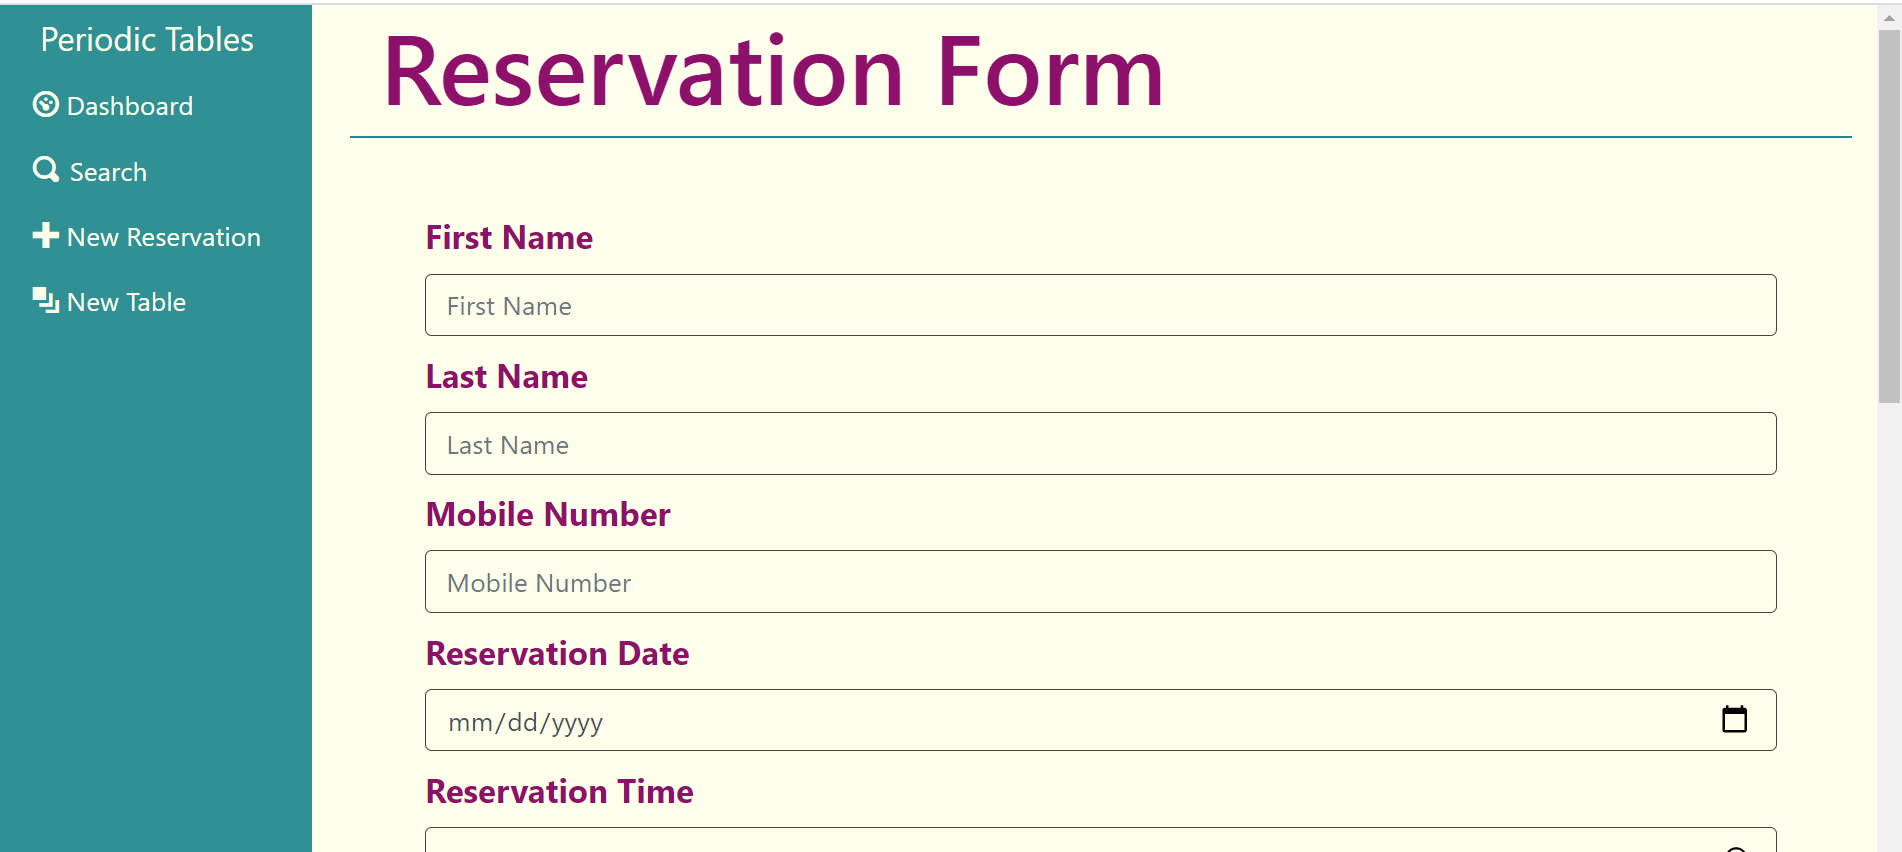 Periodic Tables
Dashboard
Search
New Reservation
New Table
Reservation Form
First Name
First Name
Last Name
Last Name
Mobile Number
Mobile Number
Reservation Date
mm/dd/yyyy
Reservation Time